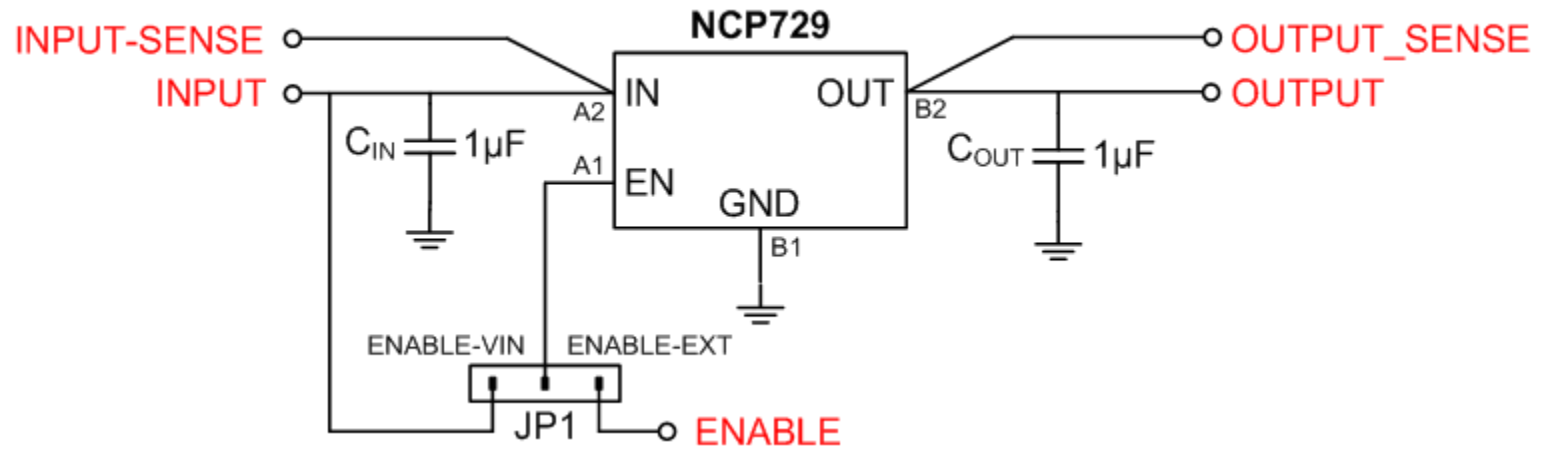 NCP729
INPUT-SENSE
OUTPUT_SENSE
INPUT
IN
OUT
OUTPUT
A2
B2
CIN 1µF
COUT 1µF
A1
EN
GND
B1
ENABLE-VIN ENABLE-EXT
JP1
ENABLE